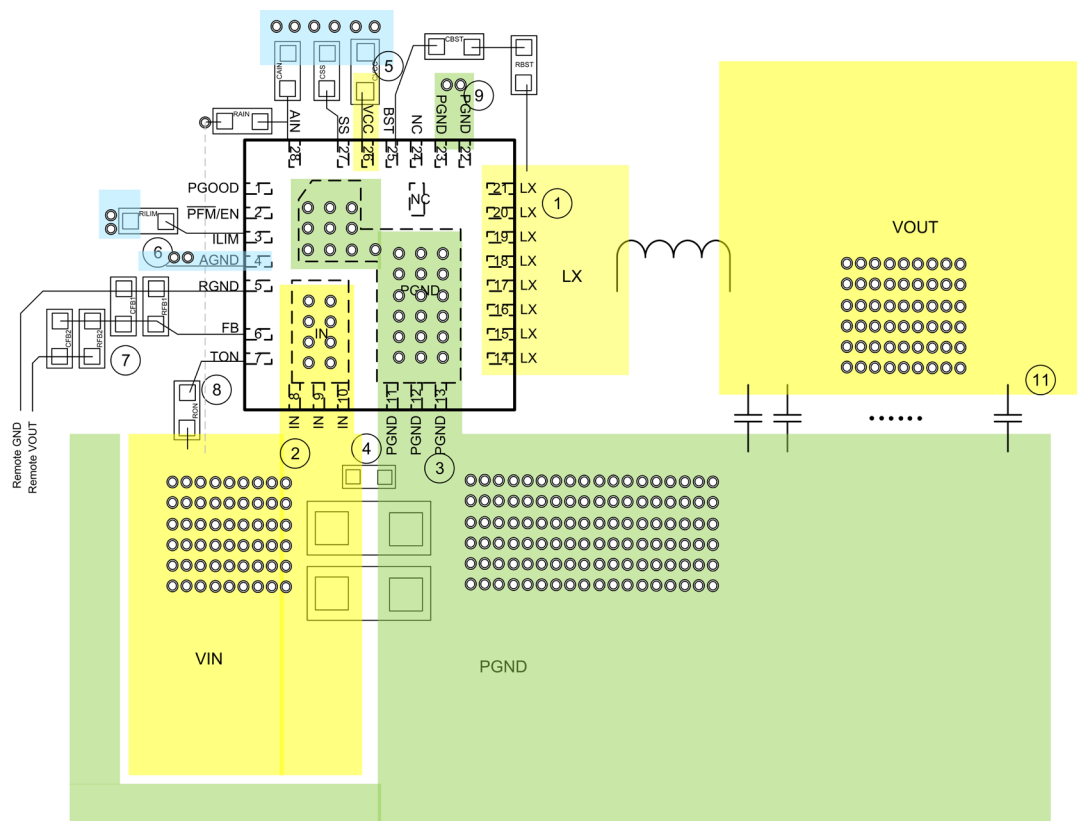 CBST
RBST
CAIN
CSS
CVCC
5
9
RAIN
AIN
SS
VCC
BST
NC
PGND
PGND
28
27
26
25
24
23
22
PGOOD
1
PFM/EN
2
ILIM
3
AGND
4
RGND
5
FB
6
TON
7
RILIM
6
CFB1
RFB1
CFB2
RFB2
7
8
RON
Remote GND
Remote VOUT
NC
PGND
IN
21 LX
20 LX
19 LX
18 LX
17 LX
16 LX
15 LX
14 LX
1
LX
VOUT
11
8
9
10
11
12
13
IN
IN
IN
PGND
PGND
PGND
2
4
3
VIN
PGND